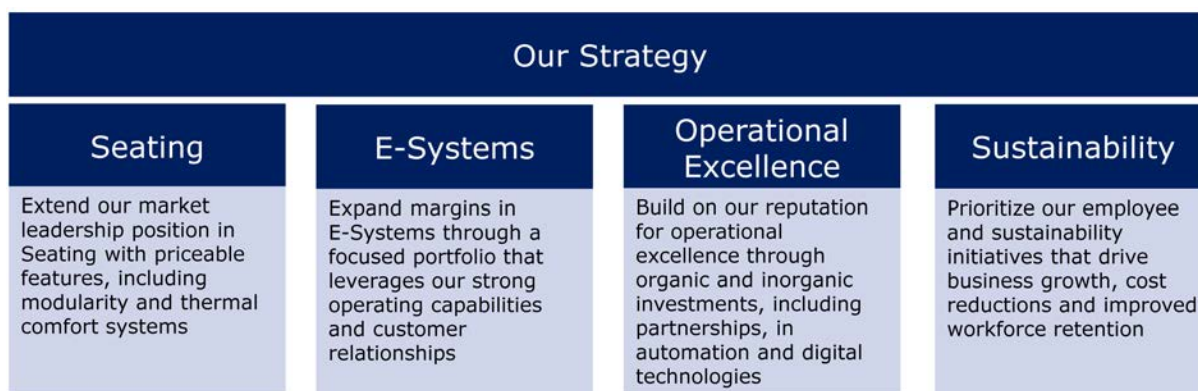 Our Strategy
Seating
Extend our market
leadership position in
Seating with priceable
features, including
modularity and thermal
comfort systems
E-Systems
Expand margins in
E-Systems through a
focused portfolio that
leverages our strong
operating capabilities
and customer
relationships
Operational
Excellence
Build on our reputation
for operational
excellence through
organic and inorganic
investments, including
partnerships, in
automation and digital
technologies
Sustainability
Prioritize our employee
and sustainability
initiatives that drive
business growth, cost
reductions and improved
workforce retention